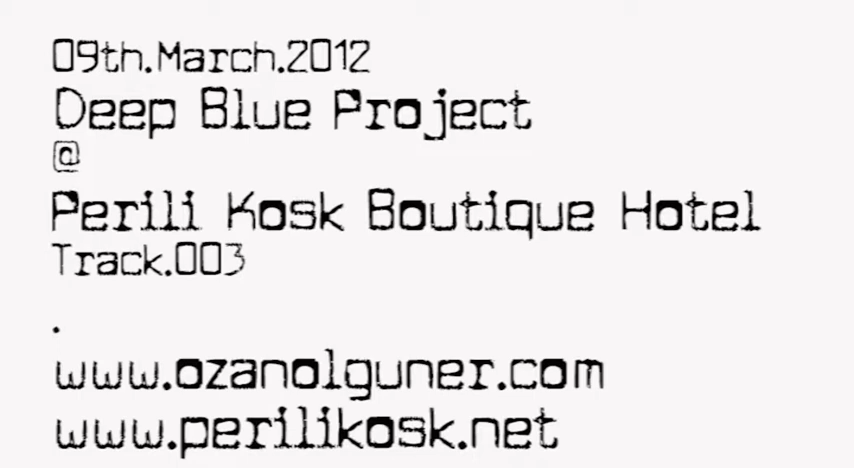 09th.March.2012
Deep Blue Project
@
Perili Kosk Boutique Hotel
Track.003
.
www.ozanolguner.com
www.perilikosk.net